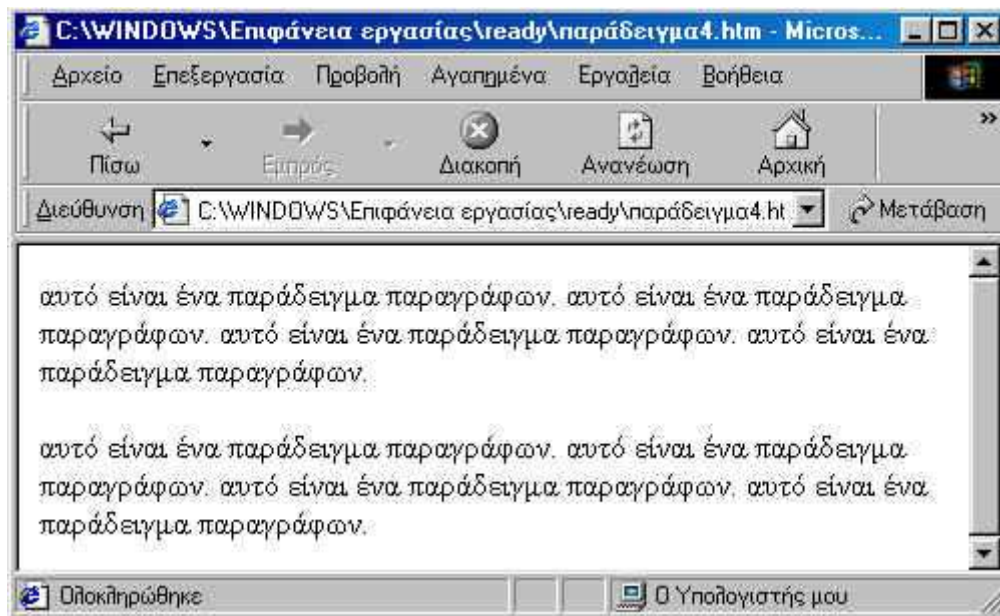 C:\WINDOWS\Επιφάνεια εργασίας\ready\παράδειγμα4.htm - Micros...
Αρχείο Επεξεργασία Προβολή Αγαπημένα Εργαλεία Βοήθεια
Πίσω Εμπρός Διακοπή Ανανέωση Αρχική »
Διεύθυνση C:\WINDOWS\Επιφάνεια εργασίας\ready\παράδειγμα4.ht Μετάβαση
αυτό είναι ένα παράδειγμα παραγράφων. αυτό είναι ένα παράδειγμα
παραγράφων. αυτό είναι ένα παράδειγμα παραγράφων. αυτό είναι ένα
παράδειγμα παραγράφων.
αυτό είναι ένα παράδειγμα παραγράφων. αυτό είναι ένα παράδειγμα
παραγράφων. αυτό είναι ένα παράδειγμα παραγράφων. αυτό είναι ένα
παράδειγμα παραγράφων.
Ολοκληρώθηκε Ο Υπολογιστής μου